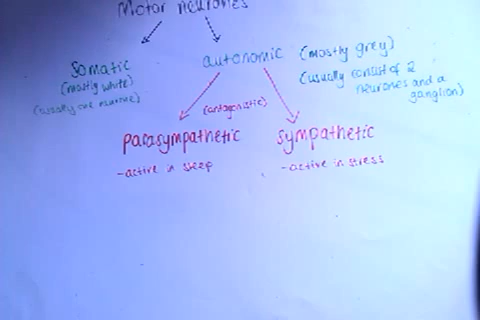 Motor neurones
Somatic
(mostly white)
(usually one neurone)
autonomic (mostly grey)
(usually consist of 2
neurones and a
ganglion)
(antagonistic)
parasympathetic
-active in sleep
sympathetic
-active in stress